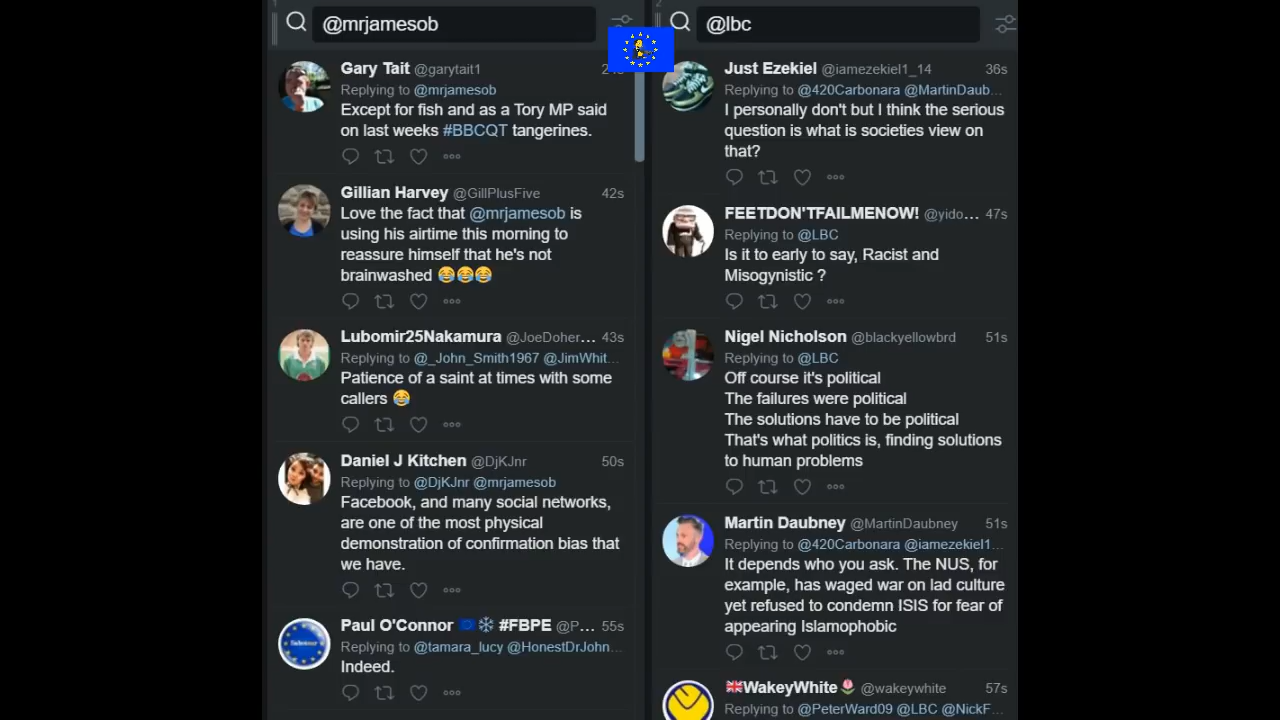 @mrjamesob
Gary Tait @garytait1
Replying to @mrjamesob
Except for fish and as a Tory MP said
on last weeks #BBCQT tangerines.
Gillian Harvey @GillPlusFive 42s
Love the fact that @mrjamesob is
using his airtime this morning to
reassure himself that he's not
brainwashed 😂😂😂
Lubomir25Nakamura @JoeDoher... 43s
Replying to @_John_Smith1967 @JimWhit...
Patience of a saint at times with some
callers 😂
Daniel J Kitchen @DjKJnr 50s
Replying to @DjKJnr @mrjamesob
Facebook, and many social networks,
are one of the most physical
demonstration of confirmation bias that
we have.
Paul O'Connor 🇪🇺❄️ #FBPE @P... 55s
Replying to @tamara_lucy @HonestDrJohn...
Indeed.
2
@lbc
Just Ezekiel @iamezekiel1_14 36s
Replying to @420Carbonara @MartinDaub...
I personally don't but I think the serious
question is what is societies view on
that?
FEETDON'TFAILMENOW! @yido... 47s
Replying to @LBC
Is it to early to say, Racist and
Misogynistic ?
Nigel Nicholson @blackyellowbrd 51s
Replying to @LBC
Off course it's political
The failures were political
The solutions have to be political
That's what politics is, finding solutions
to human problems
Martin Daubney @MartinDaubney 51s
Replying to @420Carbonara @iamezekiel1...
It depends who you ask. The NUS, for
example, has waged war on lad culture
yet refused to condemn ISIS for fear of
appearing Islamophobic
🇬🇧WakeyWhite🌷 @wakeywhite 57s
Replying to @PeterWard09 @LBC @NickF...